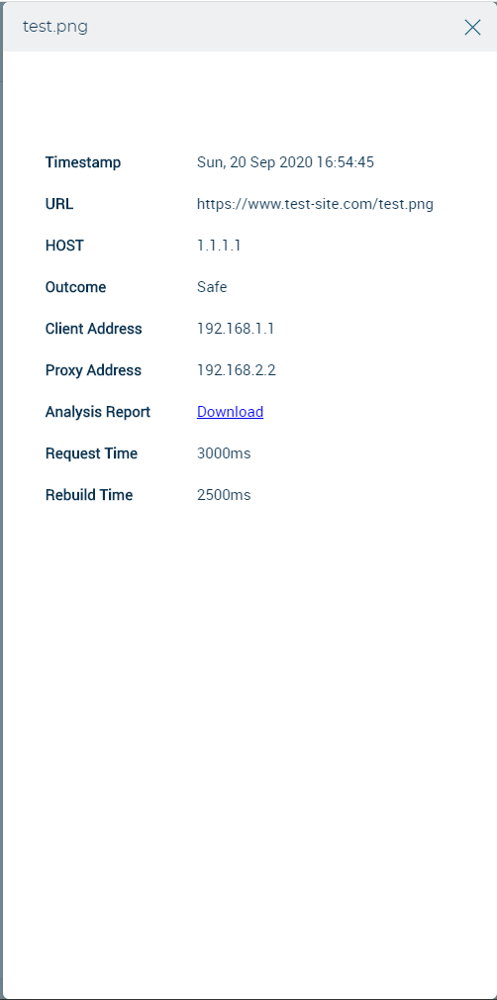 test.png
Timestamp Sun, 20 Sep 2020 16:54:45
URL https://www.test-site.com/test.png
HOST 1.1.1.1
Outcome Safe
Client Address 192.168.1.1
Proxy Address 192.168.2.2
Analysis Report Download
Request Time 3000ms
Rebuild Time 2500ms